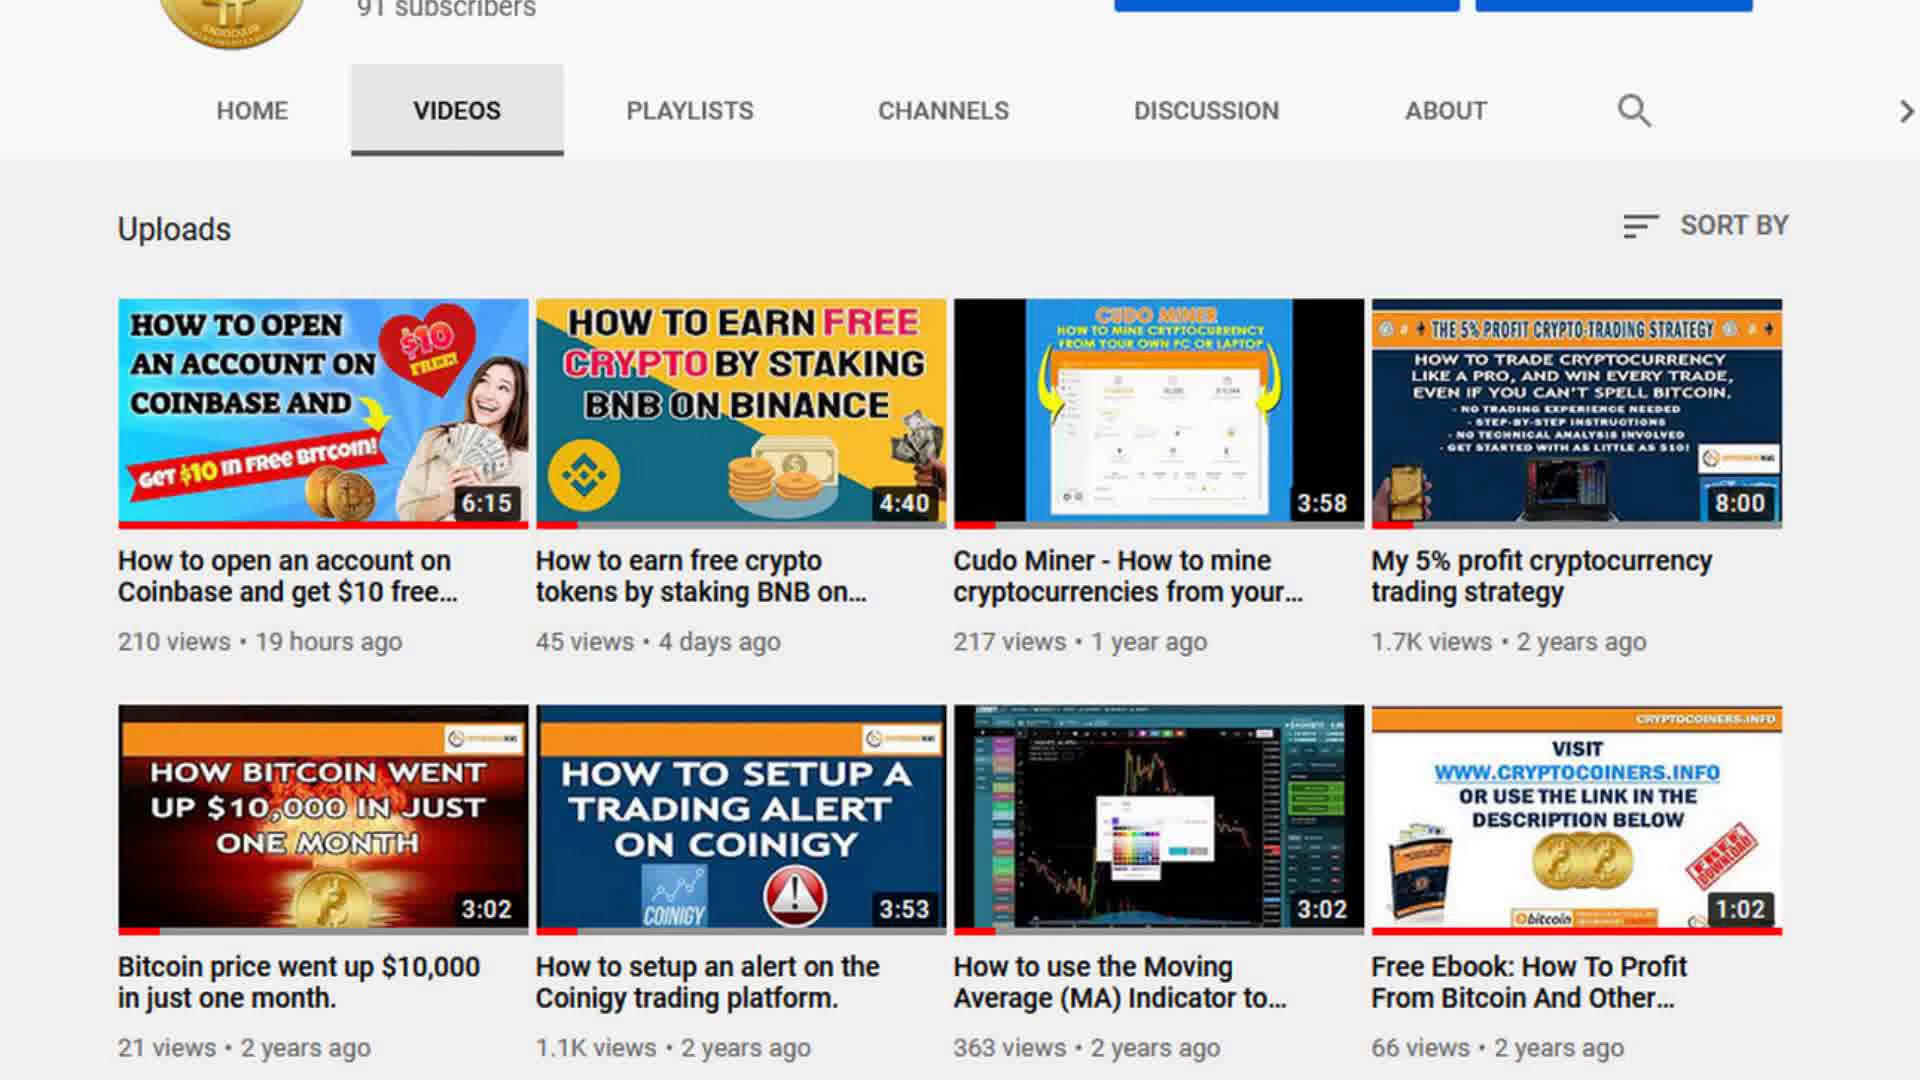 91 subscribers
HOME VIDEOS PLAYLISTS CHANNELS DISCUSSION ABOUT
Uploads
SORT BY
HOW TO OPEN
AN ACCOUNT ON
COINBASE AND
$10
FREE!
GET $10 IN FREE BITCOIN!
6:15
HOW TO EARN FREE
CRYPTO BY STAKING
BNB ON BINANCE
4:40
CUDO MINER
HOW TO MINE CRYPTOCURRENCY
FROM YOUR OWN PC OR LAPTOP
3:58
THE 5% PROFIT CRYPTO-TRADING STRATEGY
HOW TO TRADE CRYPTOCURRENCY
LIKE A PRO, AND WIN EVERY TRADE,
EVEN IF YOU CAN'T SPELL BITCOIN.
- NO TRADING EXPERIENCE NEEDED
- STEP-BY-STEP INSTRUCTIONS
- NO TECHNICAL ANALYSIS INVOLVED
- GET STARTED WITH AS LITTLE AS $10!
8:00
How to open an account on
Coinbase and get $10 free...
210 views • 19 hours ago
How to earn free crypto
tokens by staking BNB on...
45 views • 4 days ago
Cudo Miner - How to mine
cryptocurrencies from your...
217 views • 1 year ago
My 5% profit cryptocurrency
trading strategy
1.7K views • 2 years ago
HOW BITCOIN WENT
UP $10,000 IN JUST
ONE MONTH
3:02
HOW TO SETUP A
TRADING ALERT
ON COINIGY
COINIGY
3:53
3:02
CRYPTOCOINERS.INFO
VISIT
WWW.CRYPTOCOINERS.INFO
OR USE THE LINK IN THE
DESCRIPTION BELOW
FREE
DOWNLOAD
bitcoin
1:02
Bitcoin price went up $10,000
in just one month.
21 views • 2 years ago
How to setup an alert on the
Coinigy trading platform.
1.1K views • 2 years ago
How to use the Moving
Average (MA) Indicator to...
363 views • 2 years ago
Free Ebook: How To Profit
From Bitcoin And Other...
66 views • 2 years ago